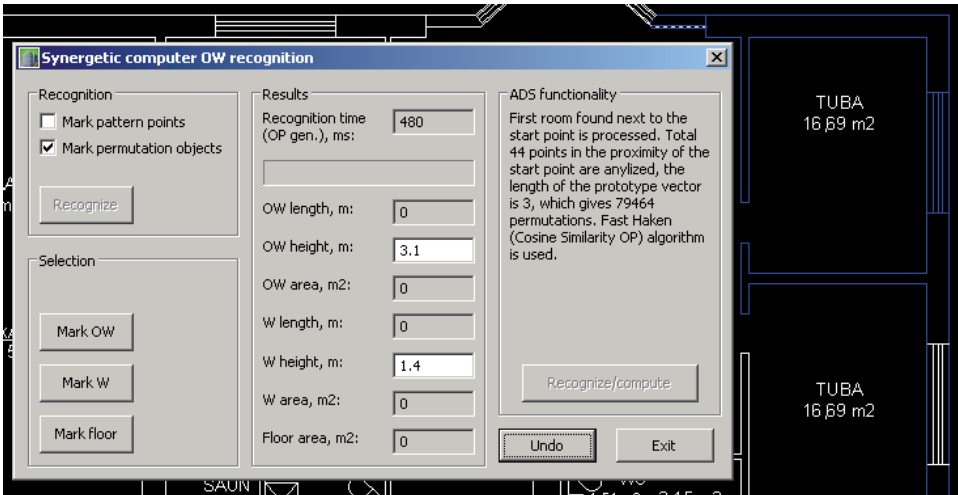 Synergetic computer OW recognition
Recognition
Mark pattern points
Mark permutation objects
Recognize
Selection
Mark OW
Mark W
Mark floor
Results
Recognition time
(OP gen.), ms:
480
OW length, m:
0
OW height, m:
3.1
OW area, m2:
0
W length, m:
0
W height, m:
1.4
W area, m2:
0
Floor area, m2:
0
ADS functionality
First room found next to the
start point is processed. Total
44 points in the proximity of the
start point are anylized, the
length of the prototype vector
is 3, which gives 79464
permutations. Fast Haken
(Cosine Similarity OP) algorithm
is used.
Recognize/compute
Undo
Exit
TUBA
16,69 m2
TUBA
16,69 m2
SAUN